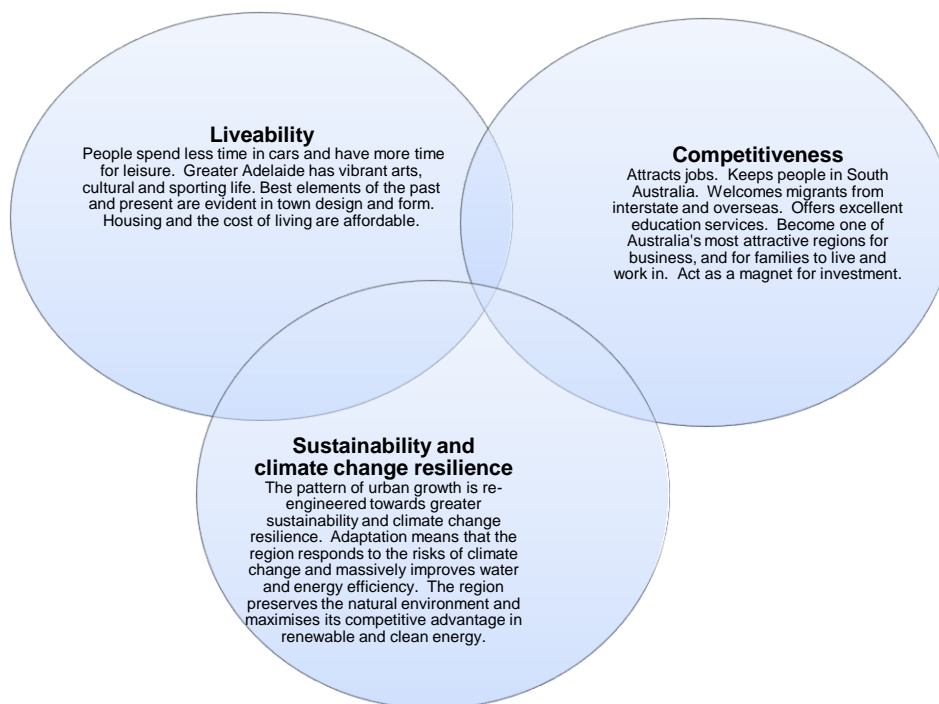 Liveability
People spend less time in cars and have more time
for leisure.  Greater Adelaide has vibrant arts,
cultural and sporting life. Best elements of the past
and present are evident in town design and form.
Housing and the cost of living are affordable.
Competitiveness
Attracts jobs.  Keeps people in South
Australia.  Welcomes migrants from
interstate and overseas.  Offers excellent
education services.  Become one of
Australia's most attractive regions for
business, and for families to live and
work in.  Act as a magnet for investment.
Sustainability and
climate change resilience
The pattern of urban growth is re-
engineered towards greater
sustainability and climate change
resilience.  Adaptation means that the
region responds to the risks of climate
change and massively improves water
and energy efficiency.  The region
preserves the natural environment and
maximises its competitive advantage in
renewable and clean energy.